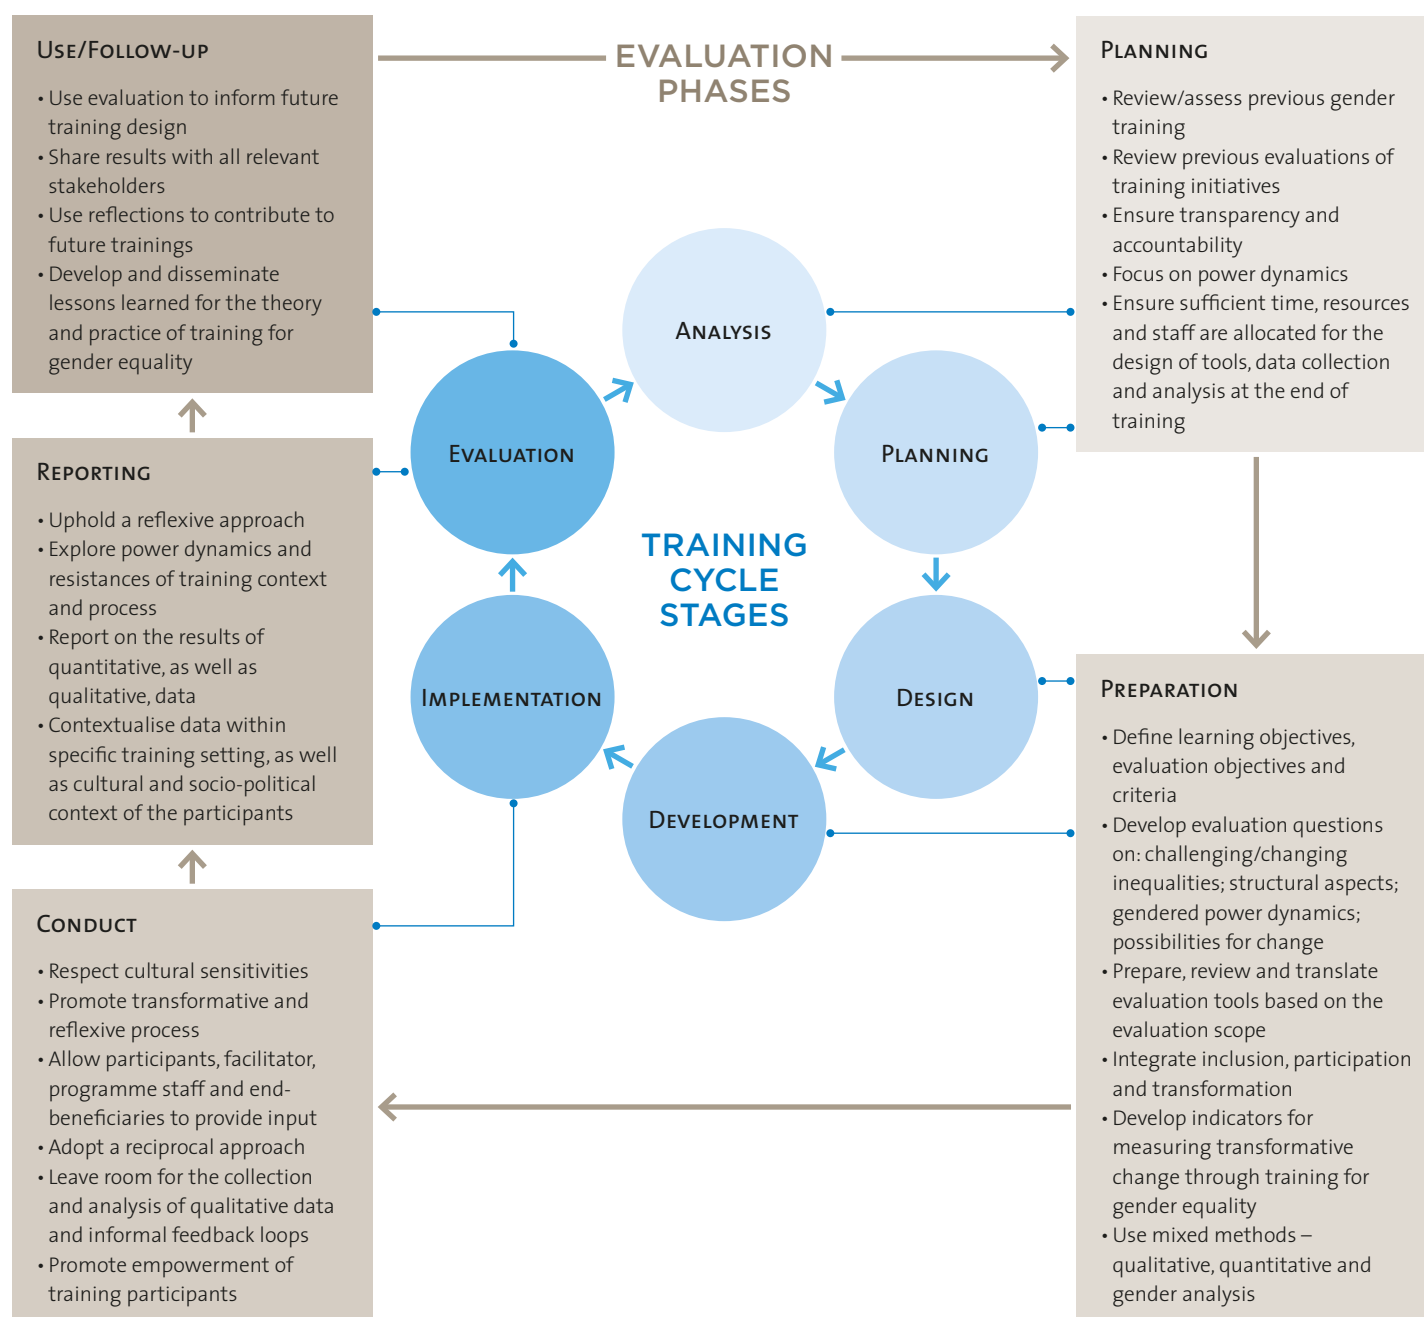 USE/FOLLOW-UP
• Use evaluation to inform future
training design
• Share results with all relevant
stakeholders
• Use reflections to contribute to
future trainings
• Develop and disseminate
lessons learned for the theory
and practice of training for
gender equality
EVALUATION
PHASES
PLANNING
• Review/assess previous gender
training
• Review previous evaluations of
training initiatives
• Ensure transparency and
accountability
• Focus on power dynamics
• Ensure sufficient time, resources
and staff are allocated for the
design of tools, data collection
and analysis at the end of
training
ANALYSIS
EVALUATION
PLANNING
TRAINING
CYCLE
STAGES
IMPLEMENTATION
DESIGN
DEVELOPMENT
REPORTING
• Uphold a reflexive approach
• Explore power dynamics and
resistances of training context
and process
• Report on the results of
quantitative, as well as
qualitative, data
• Contextualise data within
specific training setting, as well
as cultural and socio-political
context of the participants
PREPARATION
• Define learning objectives,
evaluation objectives and
criteria
• Develop evaluation questions
on: challenging/changing
inequalities; structural aspects;
gendered power dynamics;
possibilities for change
• Prepare, review and translate
evaluation tools based on the
evaluation scope
• Integrate inclusion, participation
and transformation
• Develop indicators for
measuring transformative
change through training for
gender equality
• Use mixed methods –
qualitative, quantitative and
gender analysis
CONDUCT
• Respect cultural sensitivities
• Promote transformative and
reflexive process
• Allow participants, facilitator,
programme staff and end-
beneficiaries to provide input
• Adopt a reciprocal approach
• Leave room for the collection
and analysis of qualitative data
and informal feedback loops
• Promote empowerment of
training participants